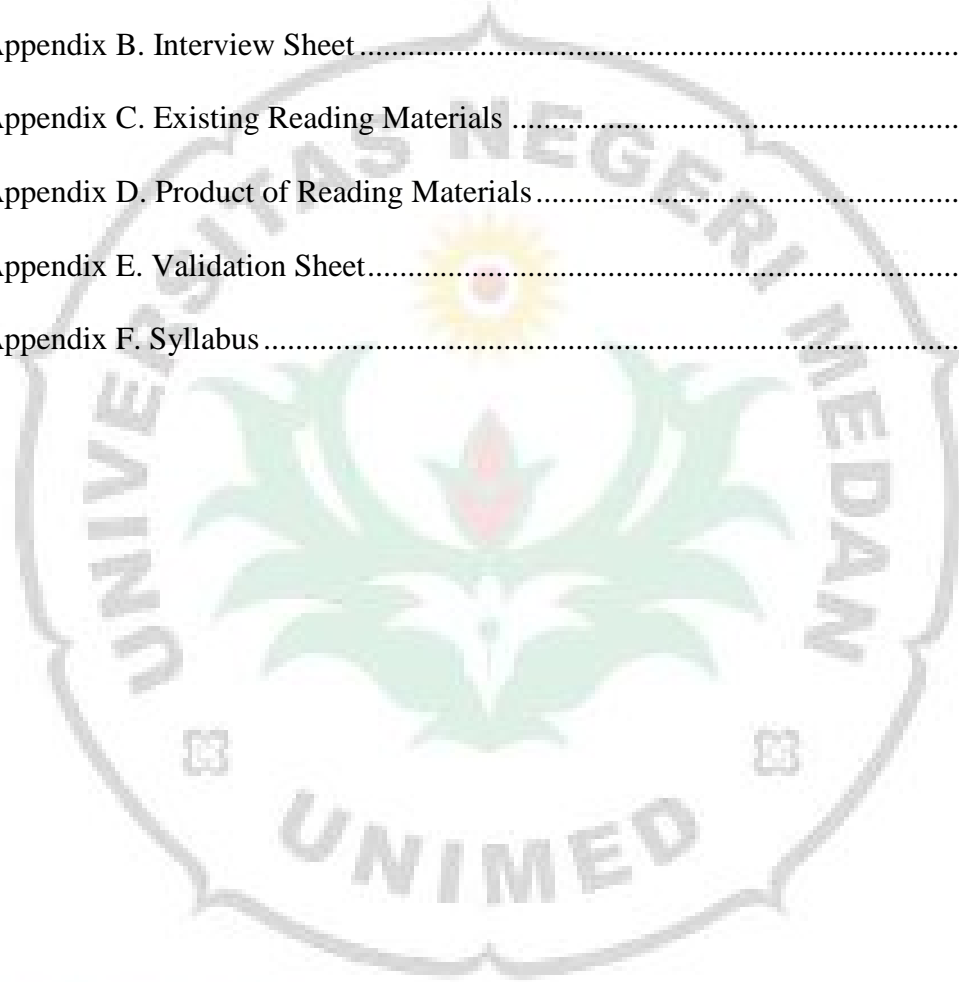 ppendix B. Interview Sheet ........................................................................
ppendix C. Existing Reading Materials ......................................................
ppendix D. Product of Reading Materials ...................................................
ppendix E. Validation Sheet........................................................................
ppendix F. Syllabus .....................................................................................
UNIVERSITAS NEGERI MEDAN
UNIMED